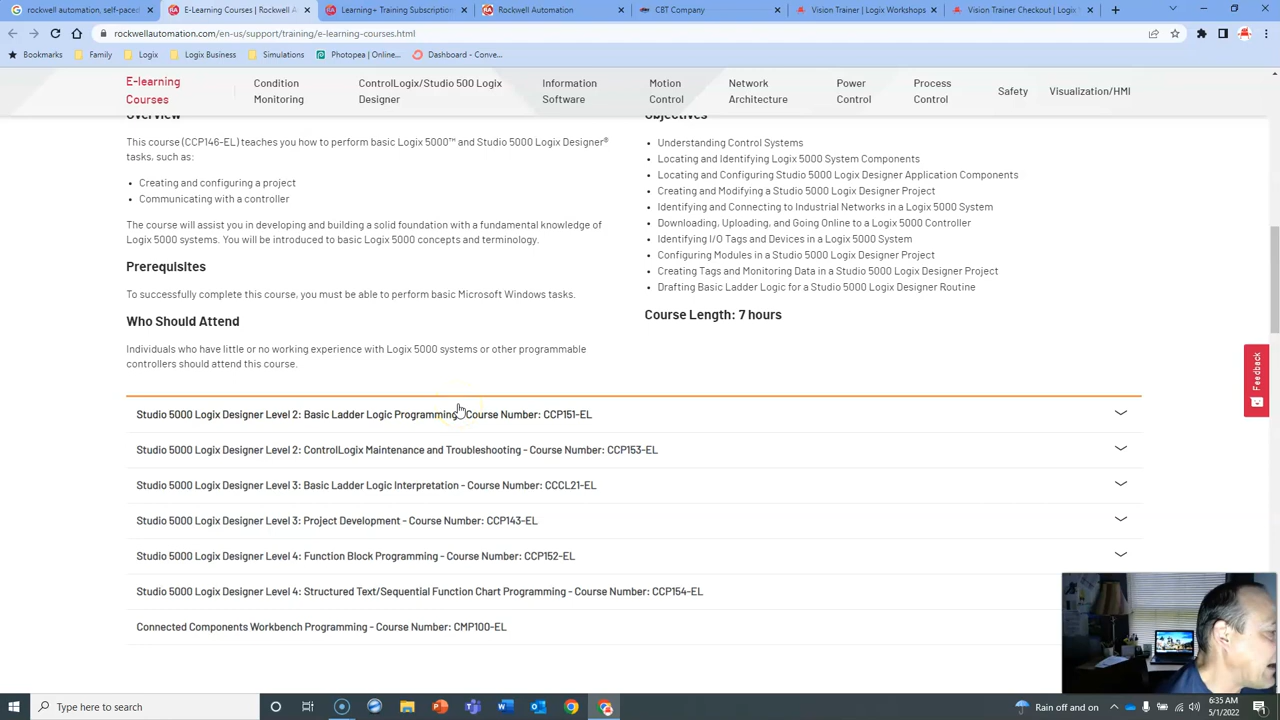 rockwell automation, self-pace
E-Learning Courses | Rockwell A
Learning+ Training Subscription
Rockwell Automation
CBT Company
Vision Trainer | Logix Workshops
Vision Trainer Checkout | Logix
rockwellautomation.com/en-us/support/training/e-learning-courses.html
Bookmarks
Family
Logix
Logix Business
Simulations
Photopea | Online...
Dashboard - Conve...
E-learning Courses
Condition Monitoring
ControlLogix/Studio 500 Logix Designer
Information Software
Motion Control
Network Architecture
Power Control
Process Control
Safety
Visualization/HMI
Overview
This course (CCP146-EL) teaches you how to perform basic Logix 5000™ and Studio 5000 Logix Designer®
tasks, such as:
• Creating and configuring a project
• Communicating with a controller
The course will assist you in developing and building a solid foundation with a fundamental knowledge of
Logix 5000 systems. You will be introduced to basic Logix 5000 concepts and terminology.
Prerequisites
To successfully complete this course, you must be able to perform basic Microsoft Windows tasks.
Who Should Attend
Individuals who have little or no working experience with Logix 5000 systems or other programmable
controllers should attend this course.
Objectives
• Understanding Control Systems
• Locating and Identifying Logix 5000 System Components
• Locating and Configuring Studio 5000 Logix Designer Application Components
• Creating and Modifying a Studio 5000 Logix Designer Project
• Identifying and Connecting to Industrial Networks in a Logix 5000 System
• Downloading, Uploading, and Going Online to a Logix 5000 Controller
• Identifying I/O Tags and Devices in a Logix 5000 System
• Configuring Modules in a Studio 5000 Logix Designer Project
• Creating Tags and Monitoring Data in a Studio 5000 Logix Designer Project
• Drafting Basic Ladder Logic for a Studio 5000 Logix Designer Routine
Course Length: 7 hours
Feedback
Studio 5000 Logix Designer Level 2: Basic Ladder Logic Programming - Course Number: CCP151-EL
Studio 5000 Logix Designer Level 2: ControlLogix Maintenance and Troubleshooting - Course Number: CCP153-EL
Studio 5000 Logix Designer Level 3: Basic Ladder Logic Interpretation - Course Number: CCCL21-EL
Studio 5000 Logix Designer Level 3: Project Development - Course Number: CCP143-EL
Studio 5000 Logix Designer Level 4: Function Block Programming - Course Number: CCP152-EL
Studio 5000 Logix Designer Level 4: Structured Text/Sequential Function Chart Programming - Course Number: CCP154-EL
Connected Components Workbench Programming - Course Number: CMP100-EL
Type here to search
Rain off and on
6:35 AM
5/1/2022